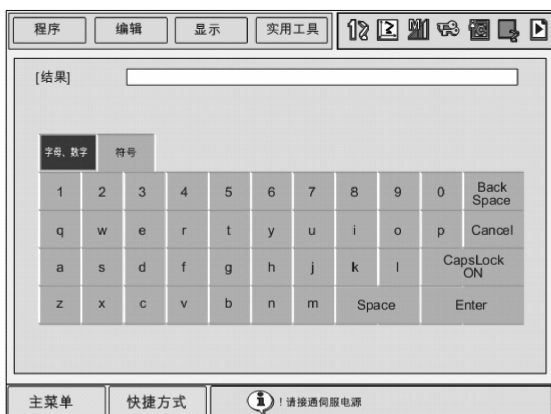 程序 编辑 显示 实用工具
[结果]
字母、数字 符号
1 2 3 4 5 6 7 8 9 0 Back Space
q w e r t y u i o p Cancel
a s d f g h j k l CapsLock ON
z x c v b n m Space Enter
主菜单 快捷方式 !请接通伺服电源